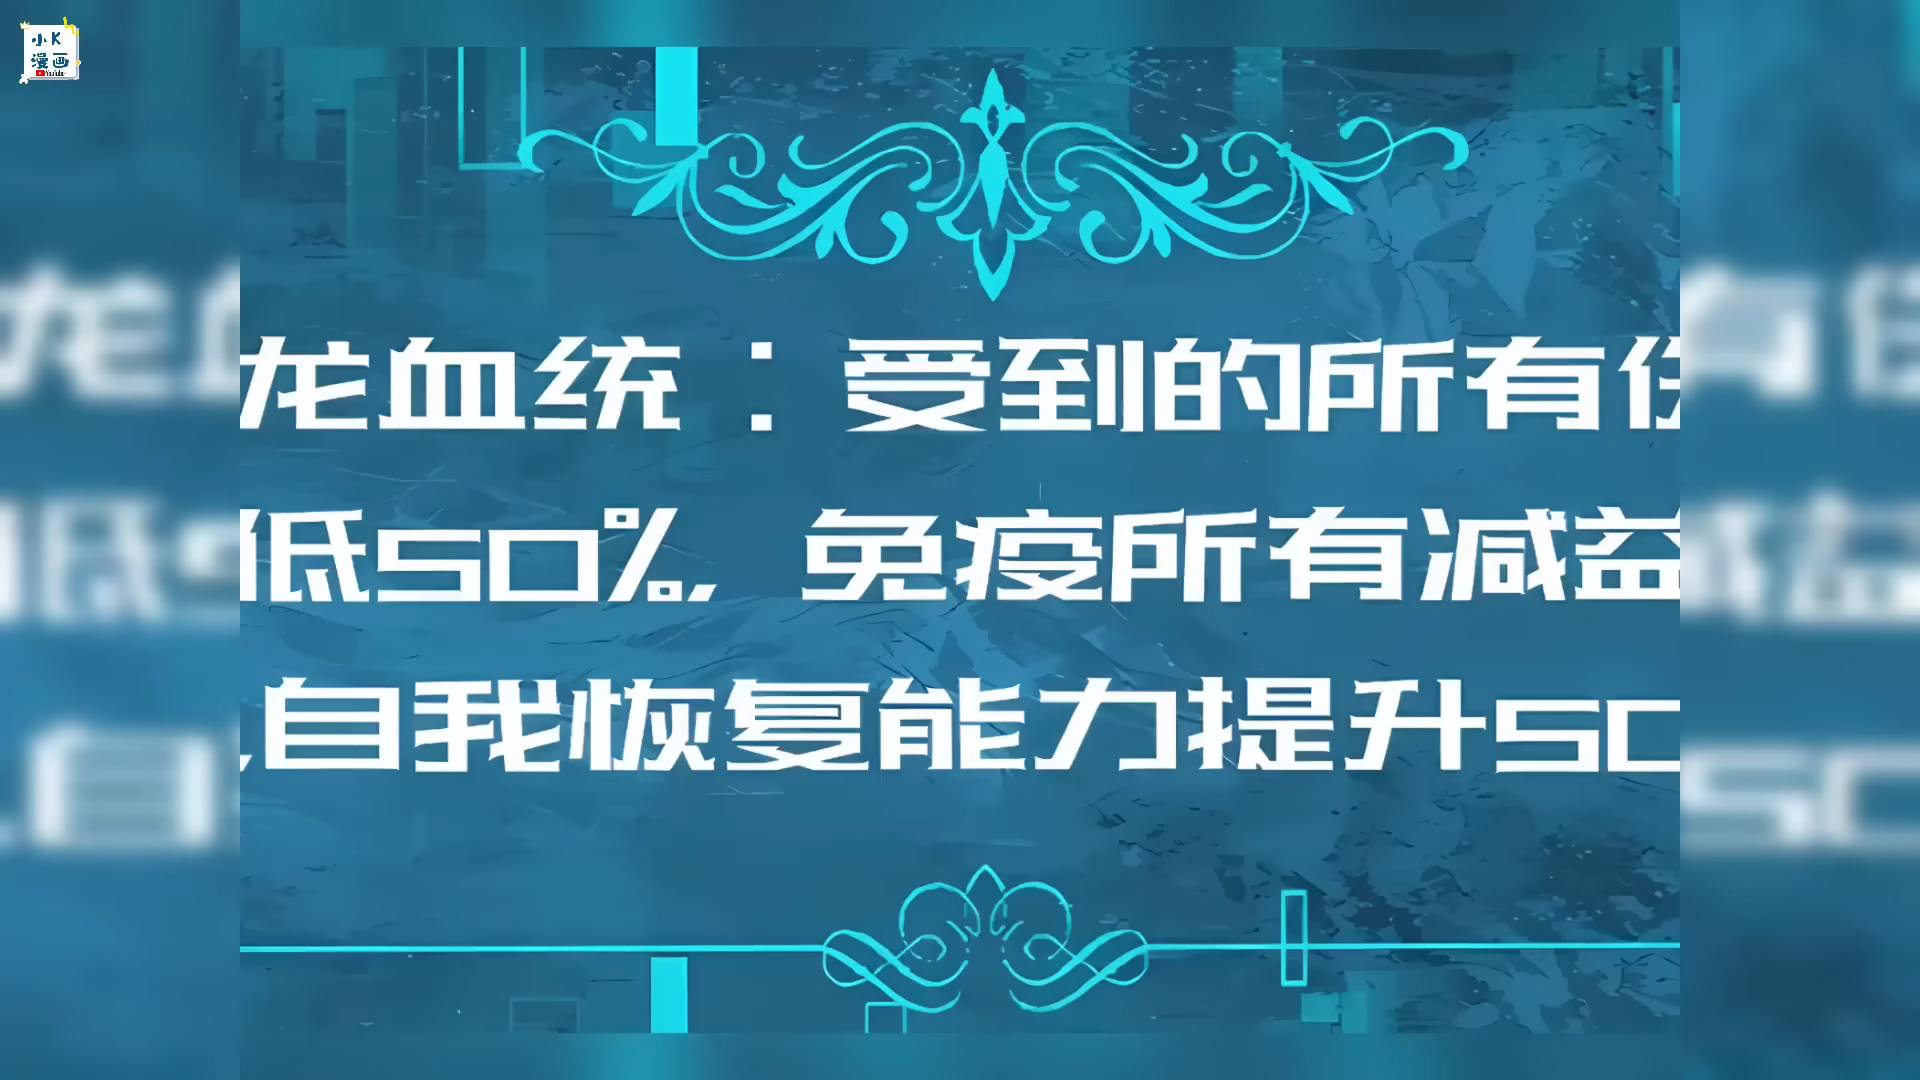 小K
漫画
YouTube
龙血统：受到的所有
低50%，免疫所有减益
自我恢复能力提升50